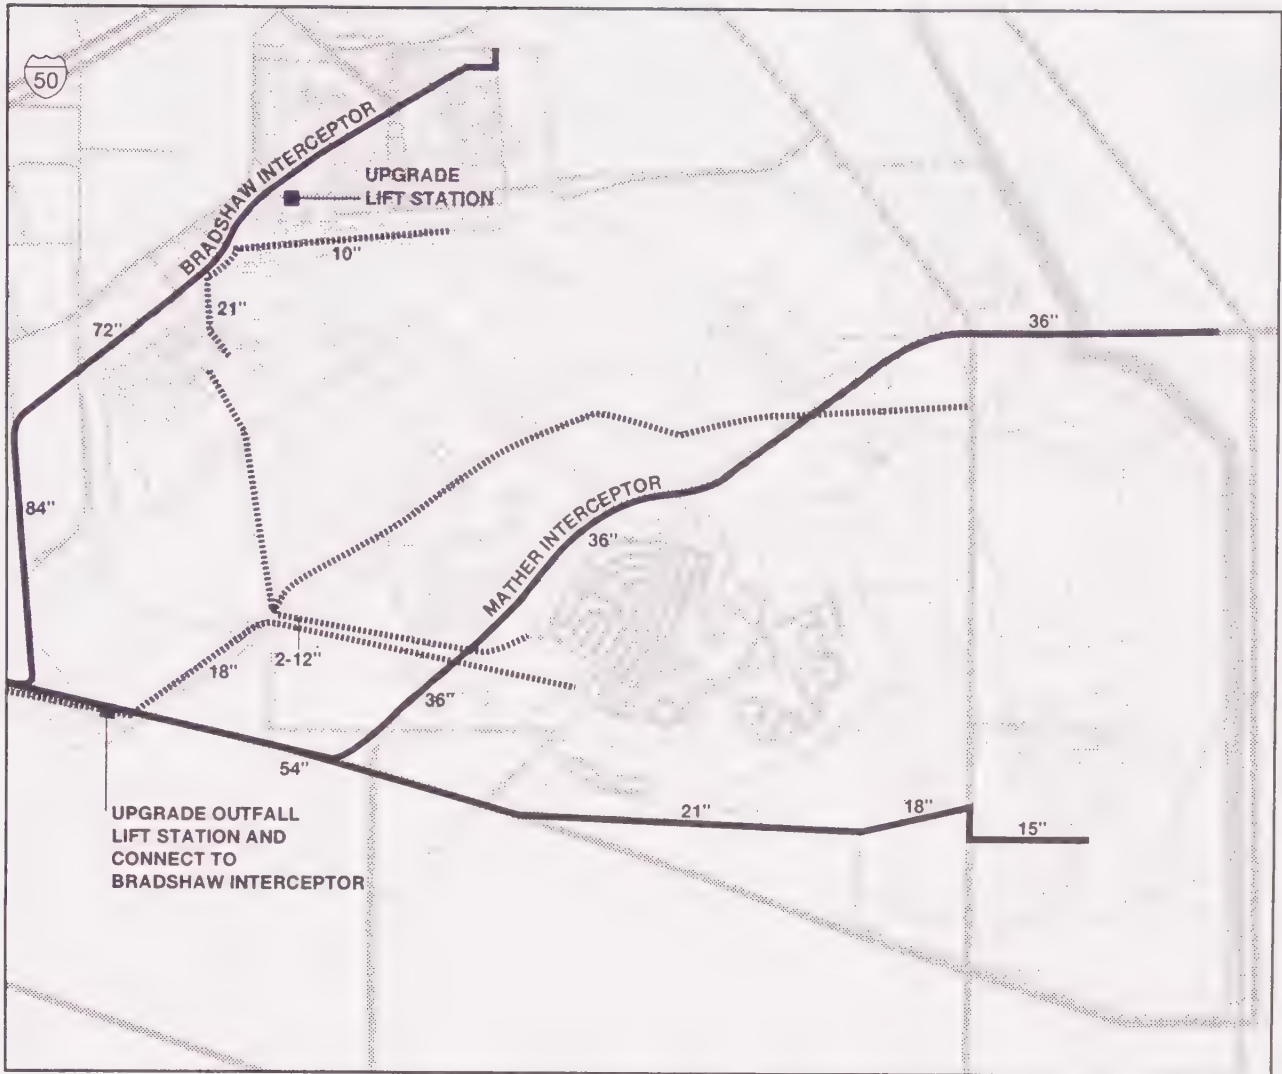 50
BRADSHAW INTERCEPTOR
UPGRADE
LIFT STATION
10"
21"
72"
36"
84"
MATHER INTERCEPTOR
36"
2-12"
18"
36"
54"
UPGRADE OUTFALL
LIFT STATION AND
CONNECT TO
BRADSHAW INTERCEPTOR
21"
18"
15"